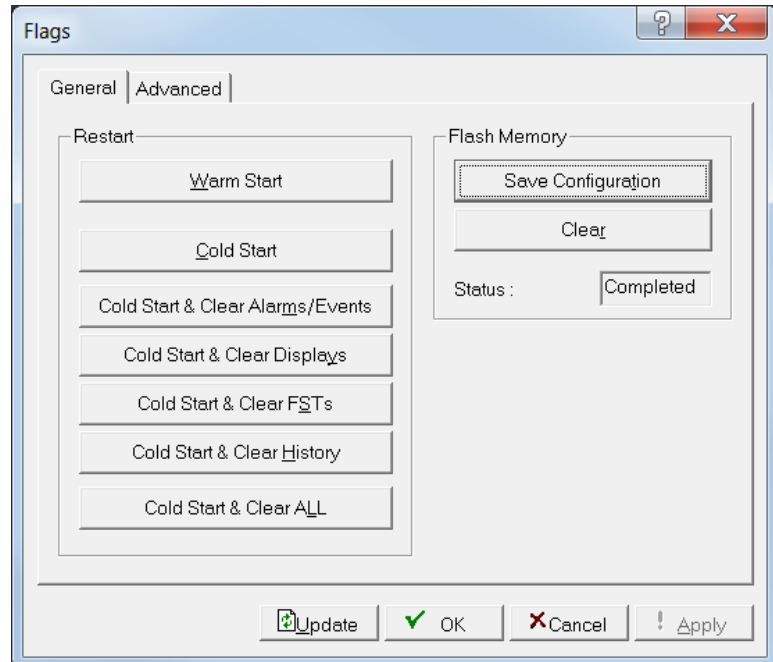 Flags
General Advanced
Restart
Warm Start
Cold Start
Cold Start & Clear Alarms/Events
Cold Start & Clear Displays
Cold Start & Clear FSTs
Cold Start & Clear History
Cold Start & Clear ALL
Flash Memory
Save Configuration
Clear
Status : Completed
Update OK Cancel Apply